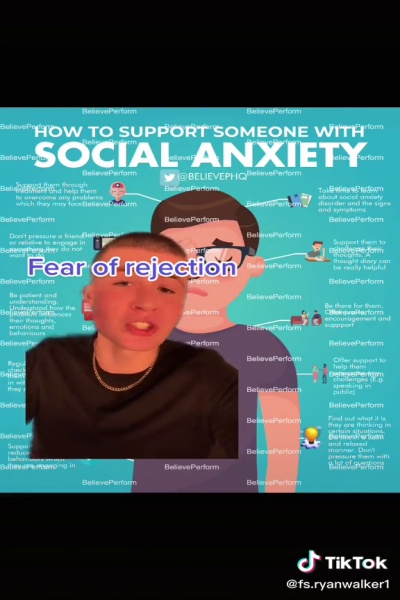 HOW TO SUPPORT SOMEONE WITH
SOCIAL ANXIETY
@BELIEVEPHQ
Support them through
treatment and help them
to overcome any problems
which they may face
Don't pressure a friend
or relative to engage in
Be patient and
understanding.
their thoughts,
emotions and
behaviours
Take time to learn
about social anxiety
disorder and the signs
and symptoms
Support them to
challenge their
thoughts. A
thought diary can
be really helpful
Be there for them.
encouragement and
suppport
Offer support to
help them
challenges (E.g.
speaking in
public)
Find out what it is
they are thinking in
certain situations.
and relaxed
manner. Don't
pressure them with
a lot of questions
Fear of rejection
BelievePerform
TikTok
@fs.ryanwalker1